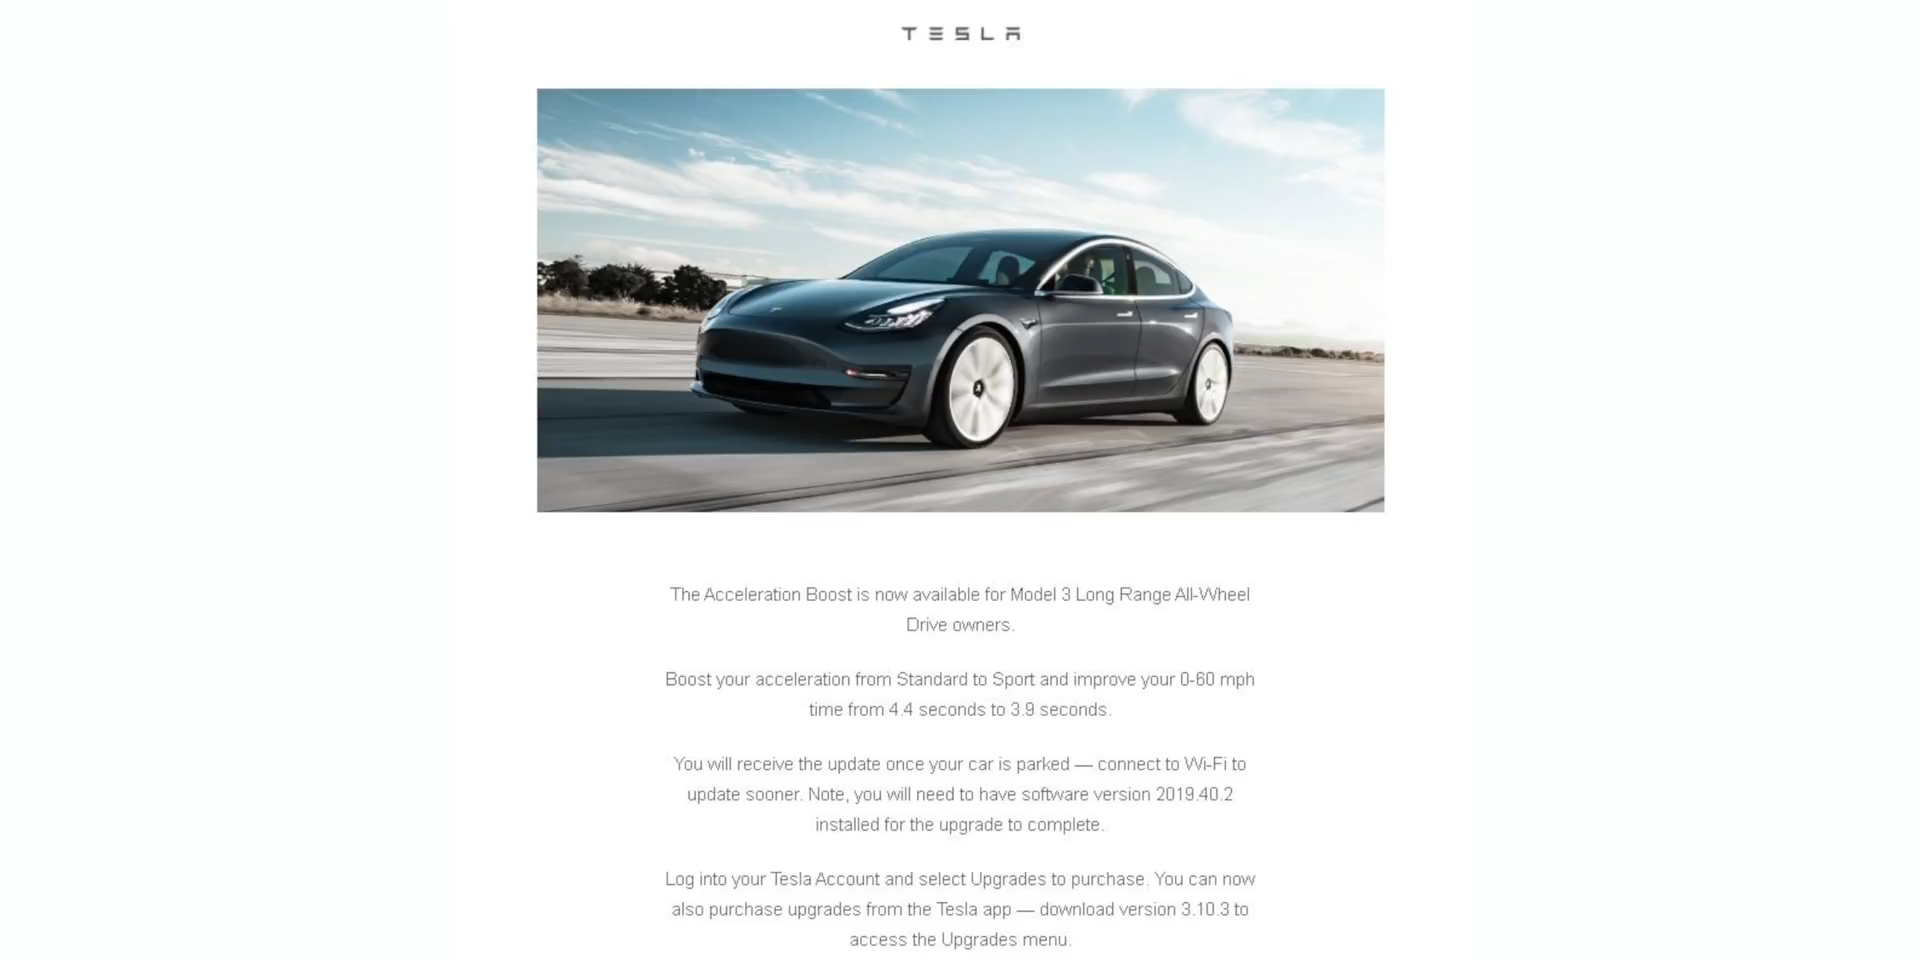 TESLA
The Acceleration Boost is now available for Model 3 Long Range All-Wheel
Drive owners.
Boost your acceleration from Standard to Sport and improve your 0-60 mph
time from 4.4 seconds to 3.9 seconds.
You will receive the update once your car is parked — connect to Wi-Fi to
update sooner. Note, you will need to have software version 2019.40.2
installed for the upgrade to complete.
Log into your Tesla Account and select Upgrades to purchase. You can now
also purchase upgrades from the Tesla app — download version 3.10.3 to
access the Upgrades menu.